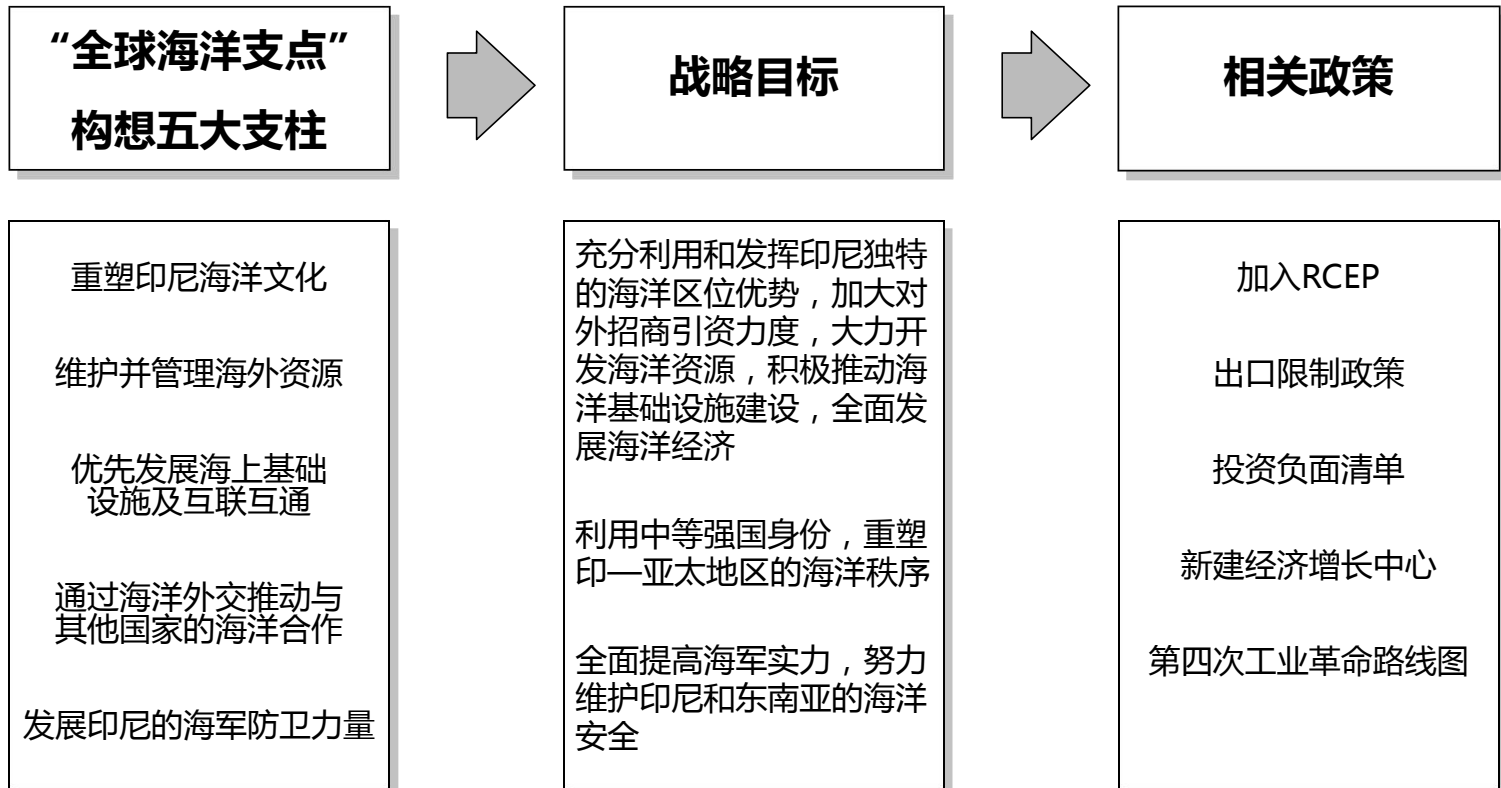 “全球海洋支点”
构想五大支柱
战略目标
相关政策
重塑印尼海洋文化
维护并管理海外资源
优先发展海上基础
设施及互联互通
通过海洋外交推动与
其他国家的海洋合作
发展印尼的海军防卫力量
充分利用和发挥印尼独特
的海洋区位优势，加大对
外招商引资力度，大力开
发海洋资源，积极推动海
洋基础设施建设，全面发
展海洋经济
利用中等强国身份，重塑
印—亚太地区的海洋秩序
全面提高海军实力，努力
维护印尼和东南亚的海洋
安全
加入RCEP
出口限制政策
投资负面清单
新建经济增长中心
第四次工业革命路线图